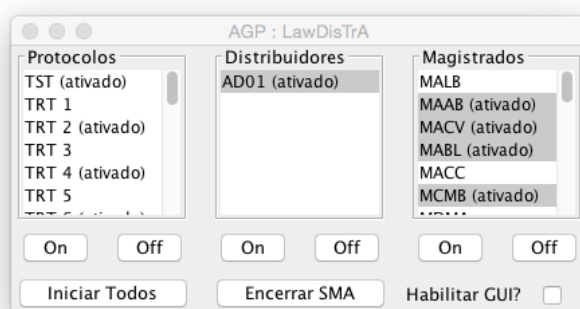 AGP : LawDisTrA
Protocolos
TST (ativado)
TRT 1
TRT 2 (ativado)
TRT 3
TRT 4 (ativado)
TRT 5
On Off
Iniciar Todos
Distribuidores
AD01 (ativado)
On Off
Encerrar SMA
Magistrados
MALB
MAAB (ativado)
MACV (ativado)
MABL (ativado)
MACC
MCMB (ativado)
On Off
Habilitar GUI?